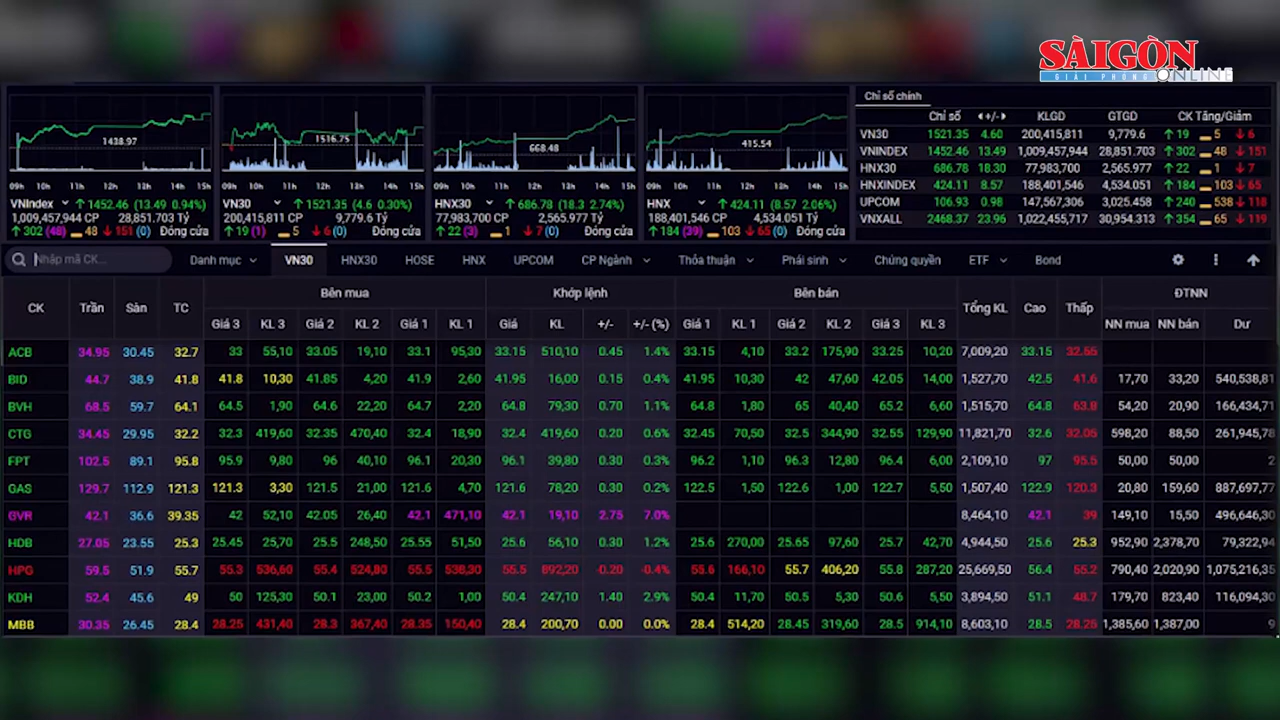 SÀIGÒN
GIẢI PHÓNG ONLINE
1438.97
09h 10h 11h 12h 13h 14h 15h
VNIndex 1452.46 (13.49 0.94%)
1,009,457,944 CP 28,851.703 Tỷ
302 (48) 48 151 (0) Đóng cửa
1516.75
09h 10h 11h 12h 13h 14h 15h
VN30 1521.35 (4.6 0.30%)
200,415,811 CP 9,779.6 Tỷ
19 (1) 5 6 (0) Đóng cửa
668.48
09h 10h 11h 12h 13h 14h 15h
HNX30 686.78 (18.3 2.74%)
77,983,700 CP 2,565.977 Tỷ
22 (3) 1 7 (0) Đóng cửa
415.54
09h 10h 11h 12h 13h 14h 15h
HNX 424.11 (8.57 2.06%)
188,401,546 CP 4,534.051 Tỷ
184 (39) 103 65 (0) Đóng cửa
Chỉ số chính
Chỉ số +/- KLGD GTGD CK Tăng/Giảm
VN30 1521.35 4.60 200,415,811 9,779.6 19 5 6
VNINDEX 1452.46 13.49 1,009,457,944 28,851.703 302 48 151
HNX30 686.78 18.30 77,983,700 2,565.977 22 1 7
HNXINDEX 424.11 8.57 188,401,546 4,534.051 184 103 65
UPCOM 106.93 0.98 147,567,306 3,025.458 240 538 118
VNXALL 2468.37 23.96 1,022,455,717 30,954.313 354 65 119
Nhập mã CK... Danh mục VN30 HNX30 HOSE HNX UPCOM CP Ngành Thỏa thuận Phái sinh Chứng quyền ETF Bond
CK Trần Sàn TC Bên mua Khớp lệnh Bên bán Tổng KL Cao Thấp ĐTNN
Giá 3 KL 3 Giá 2 KL 2 Giá 1 KL 1 Giá KL +/- +/- (%) Giá 1 KL 1 Giá 2 KL 2 Giá 3 KL 3 NN mua NN bán Dư
ACB 34.95 30.45 32.7 33 55,10 33.05 19,10 33.1 95,30 33.15 510,10 0.45 1.4% 33.15 4,10 33.2 175,90 33.25 10,20 7,009,20 33.15 32.55
BID 44.7 38.9 41.8 41.8 10,30 41.85 4,20 41.9 2,60 41.95 16,00 0.15 0.4% 41.95 10,30 42 47,60 42.05 14,00 1,527,70 42.5 41.6 17,70 33,20 540,538,81
BVH 68.5 59.7 64.1 64.5 1,90 64.6 22,20 64.7 2,20 64.8 79,30 0.70 1.1% 64.8 1,80 65 40,40 65.2 6,60 1,515,70 64.8 63.8 54,20 20,90 166,434,71
CTG 34.45 29.95 32.2 32.3 419,60 32.35 470,40 32.4 18,90 32.4 419,60 0.20 0.6% 32.45 70,50 32.5 344,90 32.55 129,90 11,821,70 32.6 32.05 598,20 88,50 261,945,78
FPT 102.5 89.1 95.8 95.9 9,80 96 40,10 96.1 20,30 96.1 39,80 0.30 0.3% 96.2 1,10 96.3 12,80 96.4 6,00 2,109,10 97 95.5 50,00 50,00 2
GAS 129.7 112.9 121.3 121.3 3,30 121.5 21,00 121.6 4,70 121.6 78,20 0.30 0.2% 122.5 1,50 122.6 1,00 122.7 5,50 1,507,40 122.9 120.3 20,80 159,60 887,697,77
GVR 42.1 36.6 39.35 42 52,10 42.05 26,40 42.1 471,10 42.1 19,10 2.75 7.0% 8,464,10 42.1 39 149,10 15,50 496,646,30
HDB 27.05 23.55 25.3 25.45 25,70 25.5 248,50 25.55 51,50 25.6 56,10 0.30 1.2% 25.6 270,00 25.65 97,60 25.7 42,70 4,944,50 25.6 25.3 952,90 2,378,70 79,322,94
HPG 59.5 51.9 55.7 55.3 536,60 55.4 524,80 55.5 538,30 55.5 892,20 -0.20 -0.4% 55.6 166,10 55.7 406,20 55.8 287,20 25,669,50 56.4 55.2 790,40 2,020,90 1,075,216,35
KDH 52.4 45.6 49 50 125,30 50.1 23,00 50.2 1,00 50.4 247,10 1.40 2.9% 50.4 11,70 50.5 5,30 50.6 5,50 3,894,50 51.1 48.7 179,70 823,40 116,094,30
MBB 30.35 26.45 28.4 28.25 431,40 28.3 367,40 28.35 150,40 28.4 200,70 0.00 0.0% 28.4 514,20 28.45 319,60 28.5 914,10 8,603,10 28.5 28.25 1,385,60 1,387,00 9